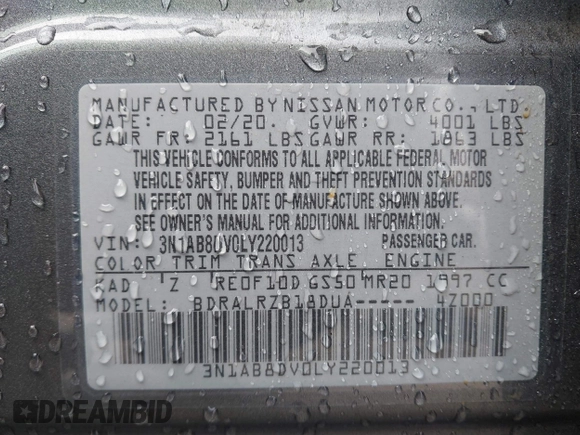 MANUFACTURED BY NISSAN MOTOR CO., LTD.
DATE: 02/20. GVWR: 4001 LBS
GAWR FR: 2161 LBS GAWR RR: 1863 LBS
THIS VEHICLE CONFORMS TO ALL APPLICABLE FEDERAL MOTOR
VEHICLE SAFETY, BUMPER AND THEFT PREVENTION STANDARDS
IN EFFECT ON THE DATE OF MANUFACTURE SHOWN ABOVE.
SEE OWNER'S MANUAL FOR ADDITIONAL INFORMATION.
VIN: 3N1AB8DV0LY220013 PASSENGER CAR.
COLOR TRIM TRANS AXLE ENGINE
KAD Z RE0F10D GS50 MR20 1997 CC
MODEL: BDRALRZB18DUA----- 4Z000
3N1AB8DV0LY220013
DREAMBID